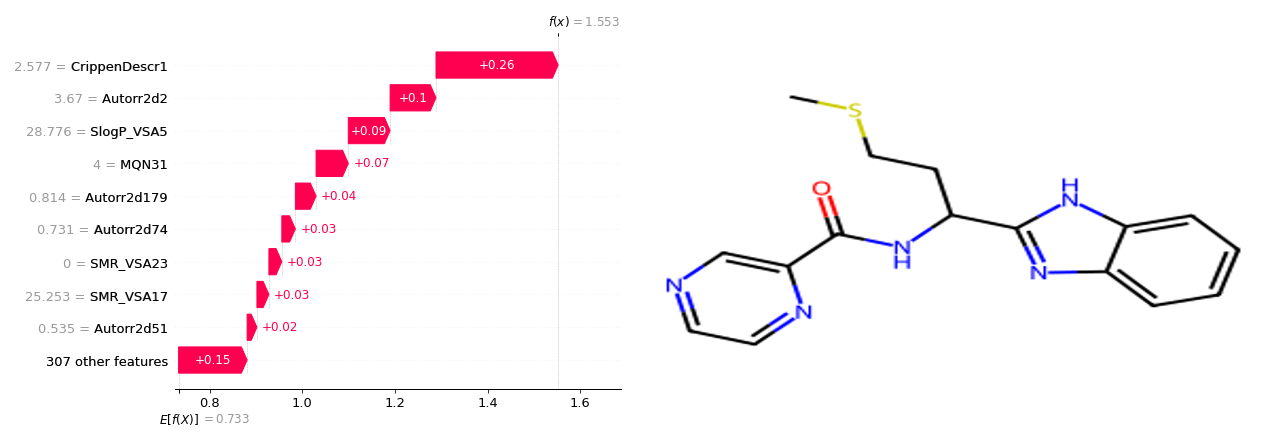 f(x) = 1.553
2.577 = CrippenDescr1
+0.26
3.67 = Autorr2d2
+0.1
28.776 = SlogP_VSA5
+0.09
4 = MQN31
+0.07
0.814 = Autorr2d179
+0.04
0.731 = Autorr2d74
+0.03
0 = SMR_VSA23
+0.03
25.253 = SMR_VSA17
+0.03
0.535 = Autorr2d51
+0.02
307 other features
+0.15
0.8 1.0 1.2 1.4 1.6
E[f(X)] = 0.733
S
O
H
N
N
H
N
N
N